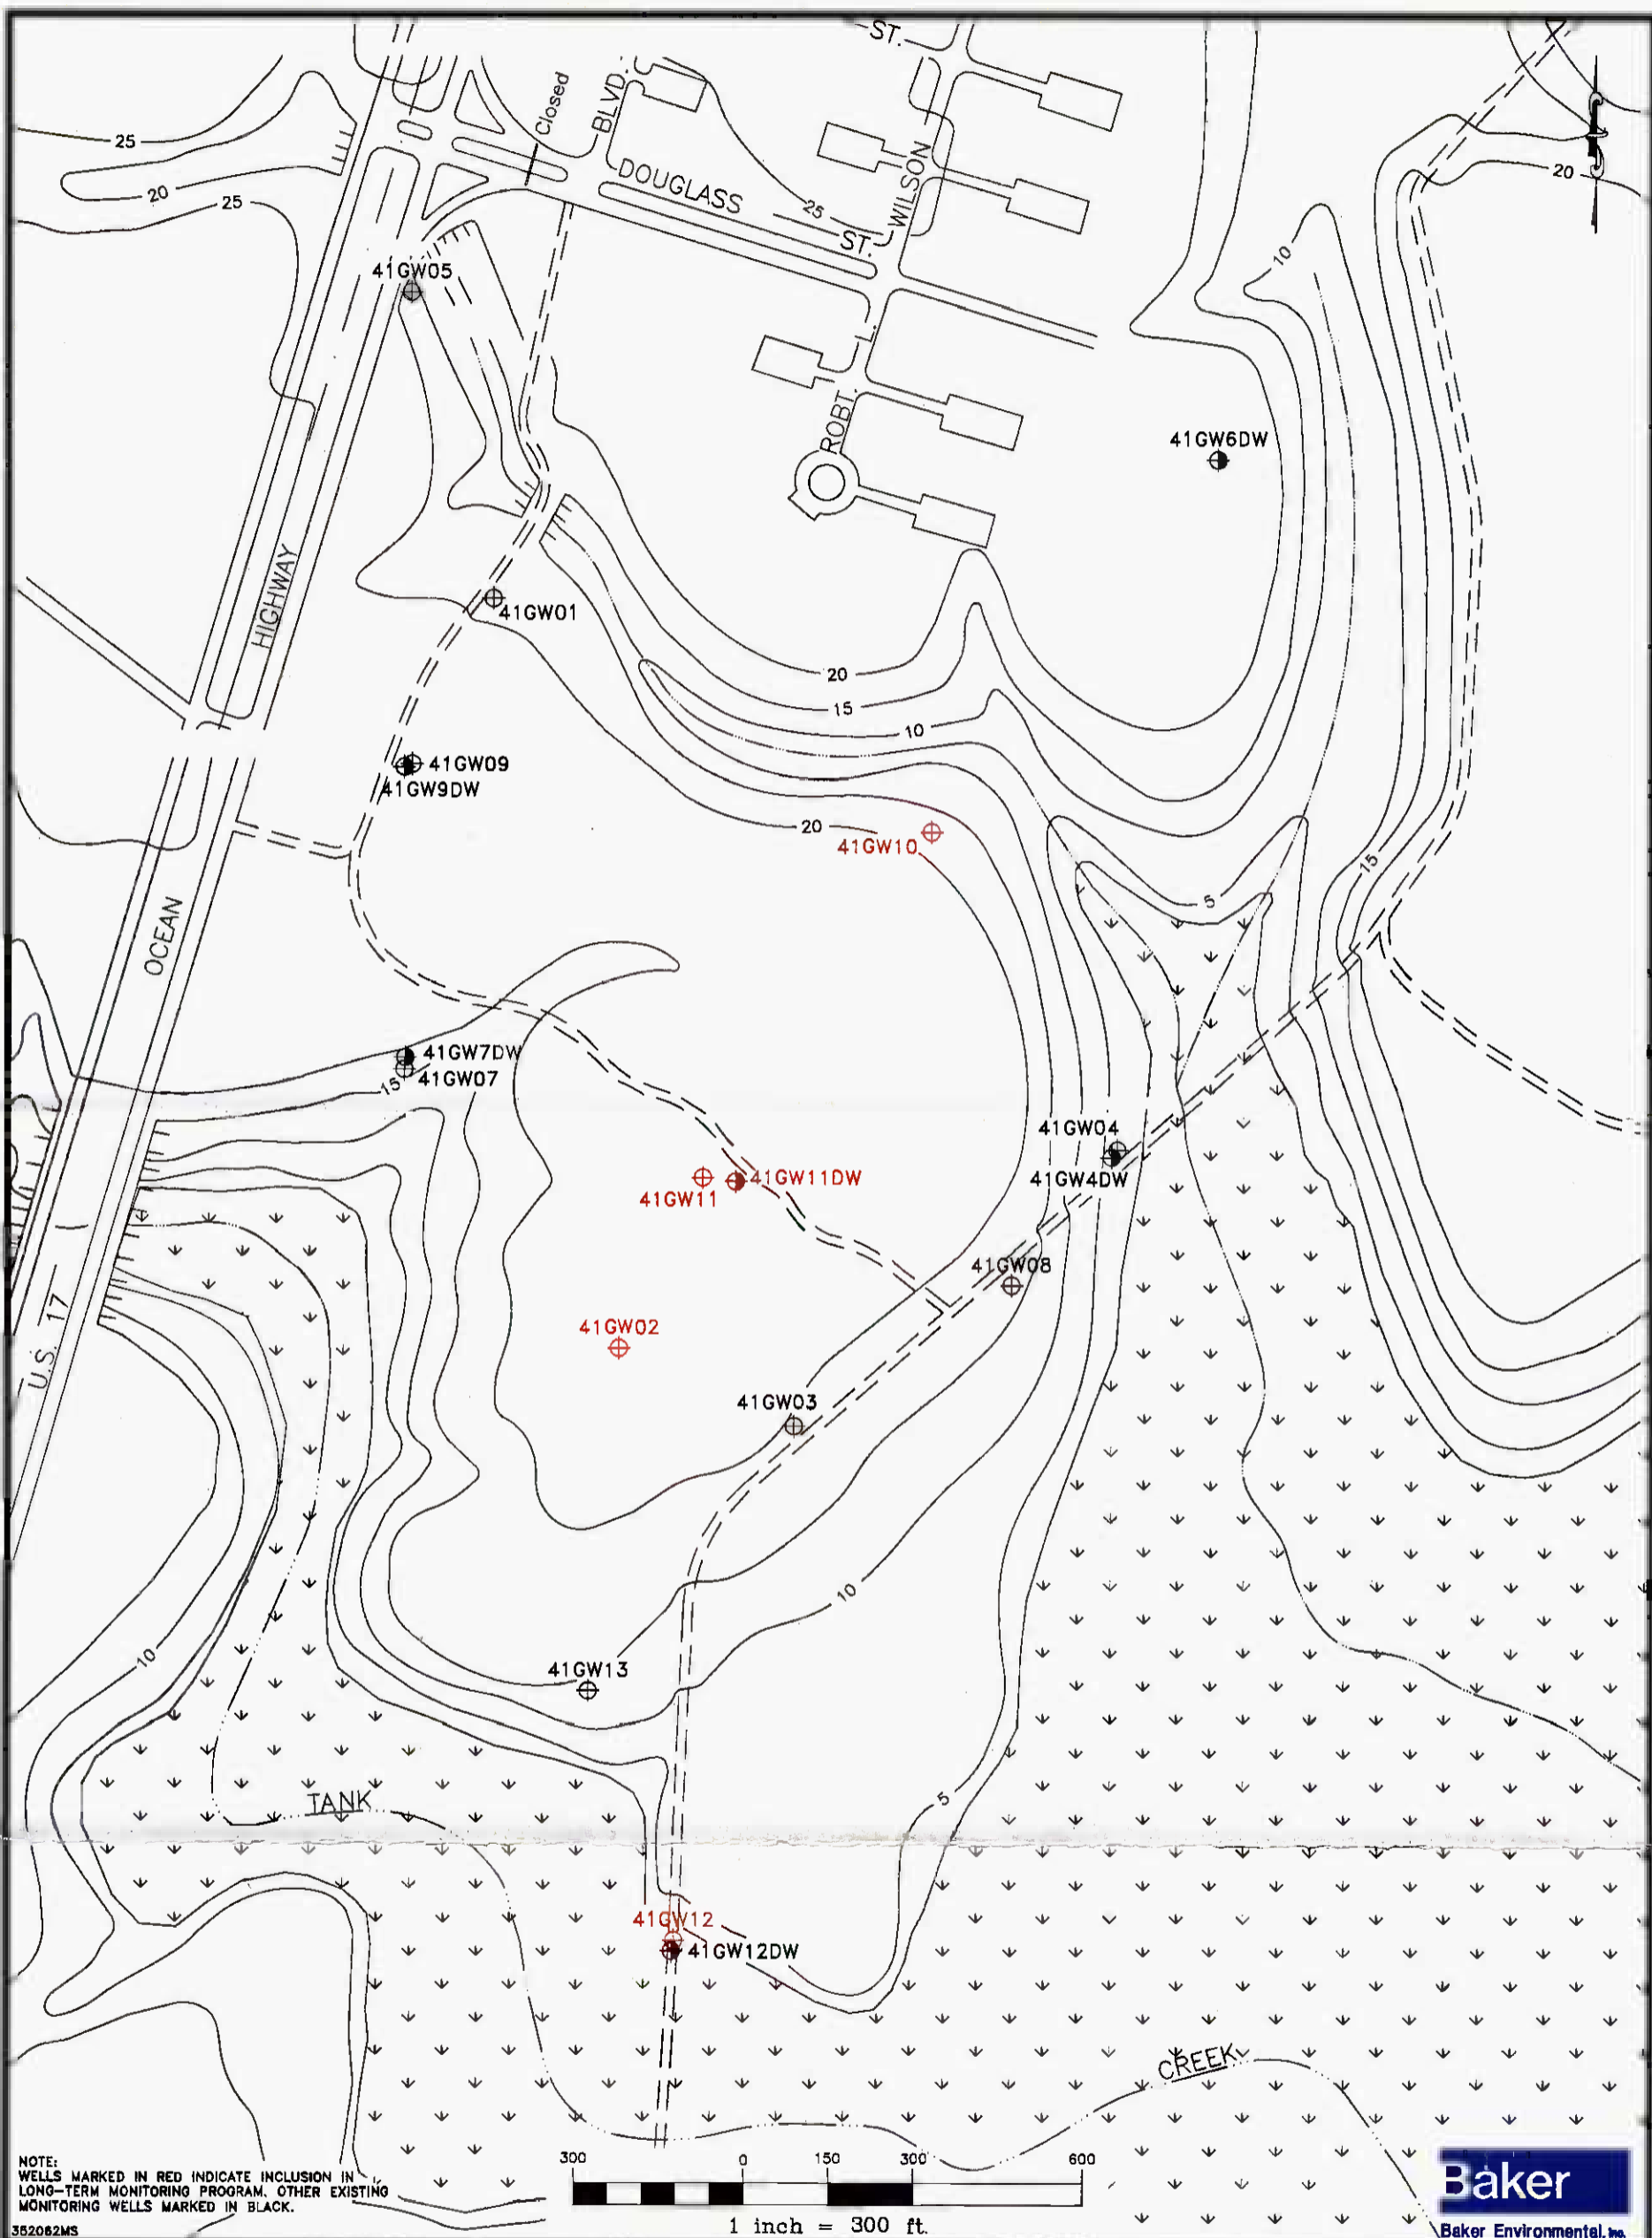 ST.
Closed
BLVD.
25
20
25
DOUGLASS
25
ST.
WILSON
20
10
41GW05
ROBT. L.
41GW6DW
HIGHWAY
41GW01
20
15
10
41GW09
41GW9DW
20
41GW10
15
5
OCEAN
41GW7DW
15
41GW07
41GW04
41GW4DW
41GW11
41GW11DW
41GW08
41GW02
U.S. 17
41GW03
10
10
41GW13
TANK
5
41GW12
41GW12DW
CREEK
NOTE:
WELLS MARKED IN RED INDICATE INCLUSION IN
LONG-TERM MONITORING PROGRAM. OTHER EXISTING
MONITORING WELLS MARKED IN BLACK.
352062MS
300 0 150 300 600
1 inch = 300 ft.
Baker
Baker Environmental, Inc.